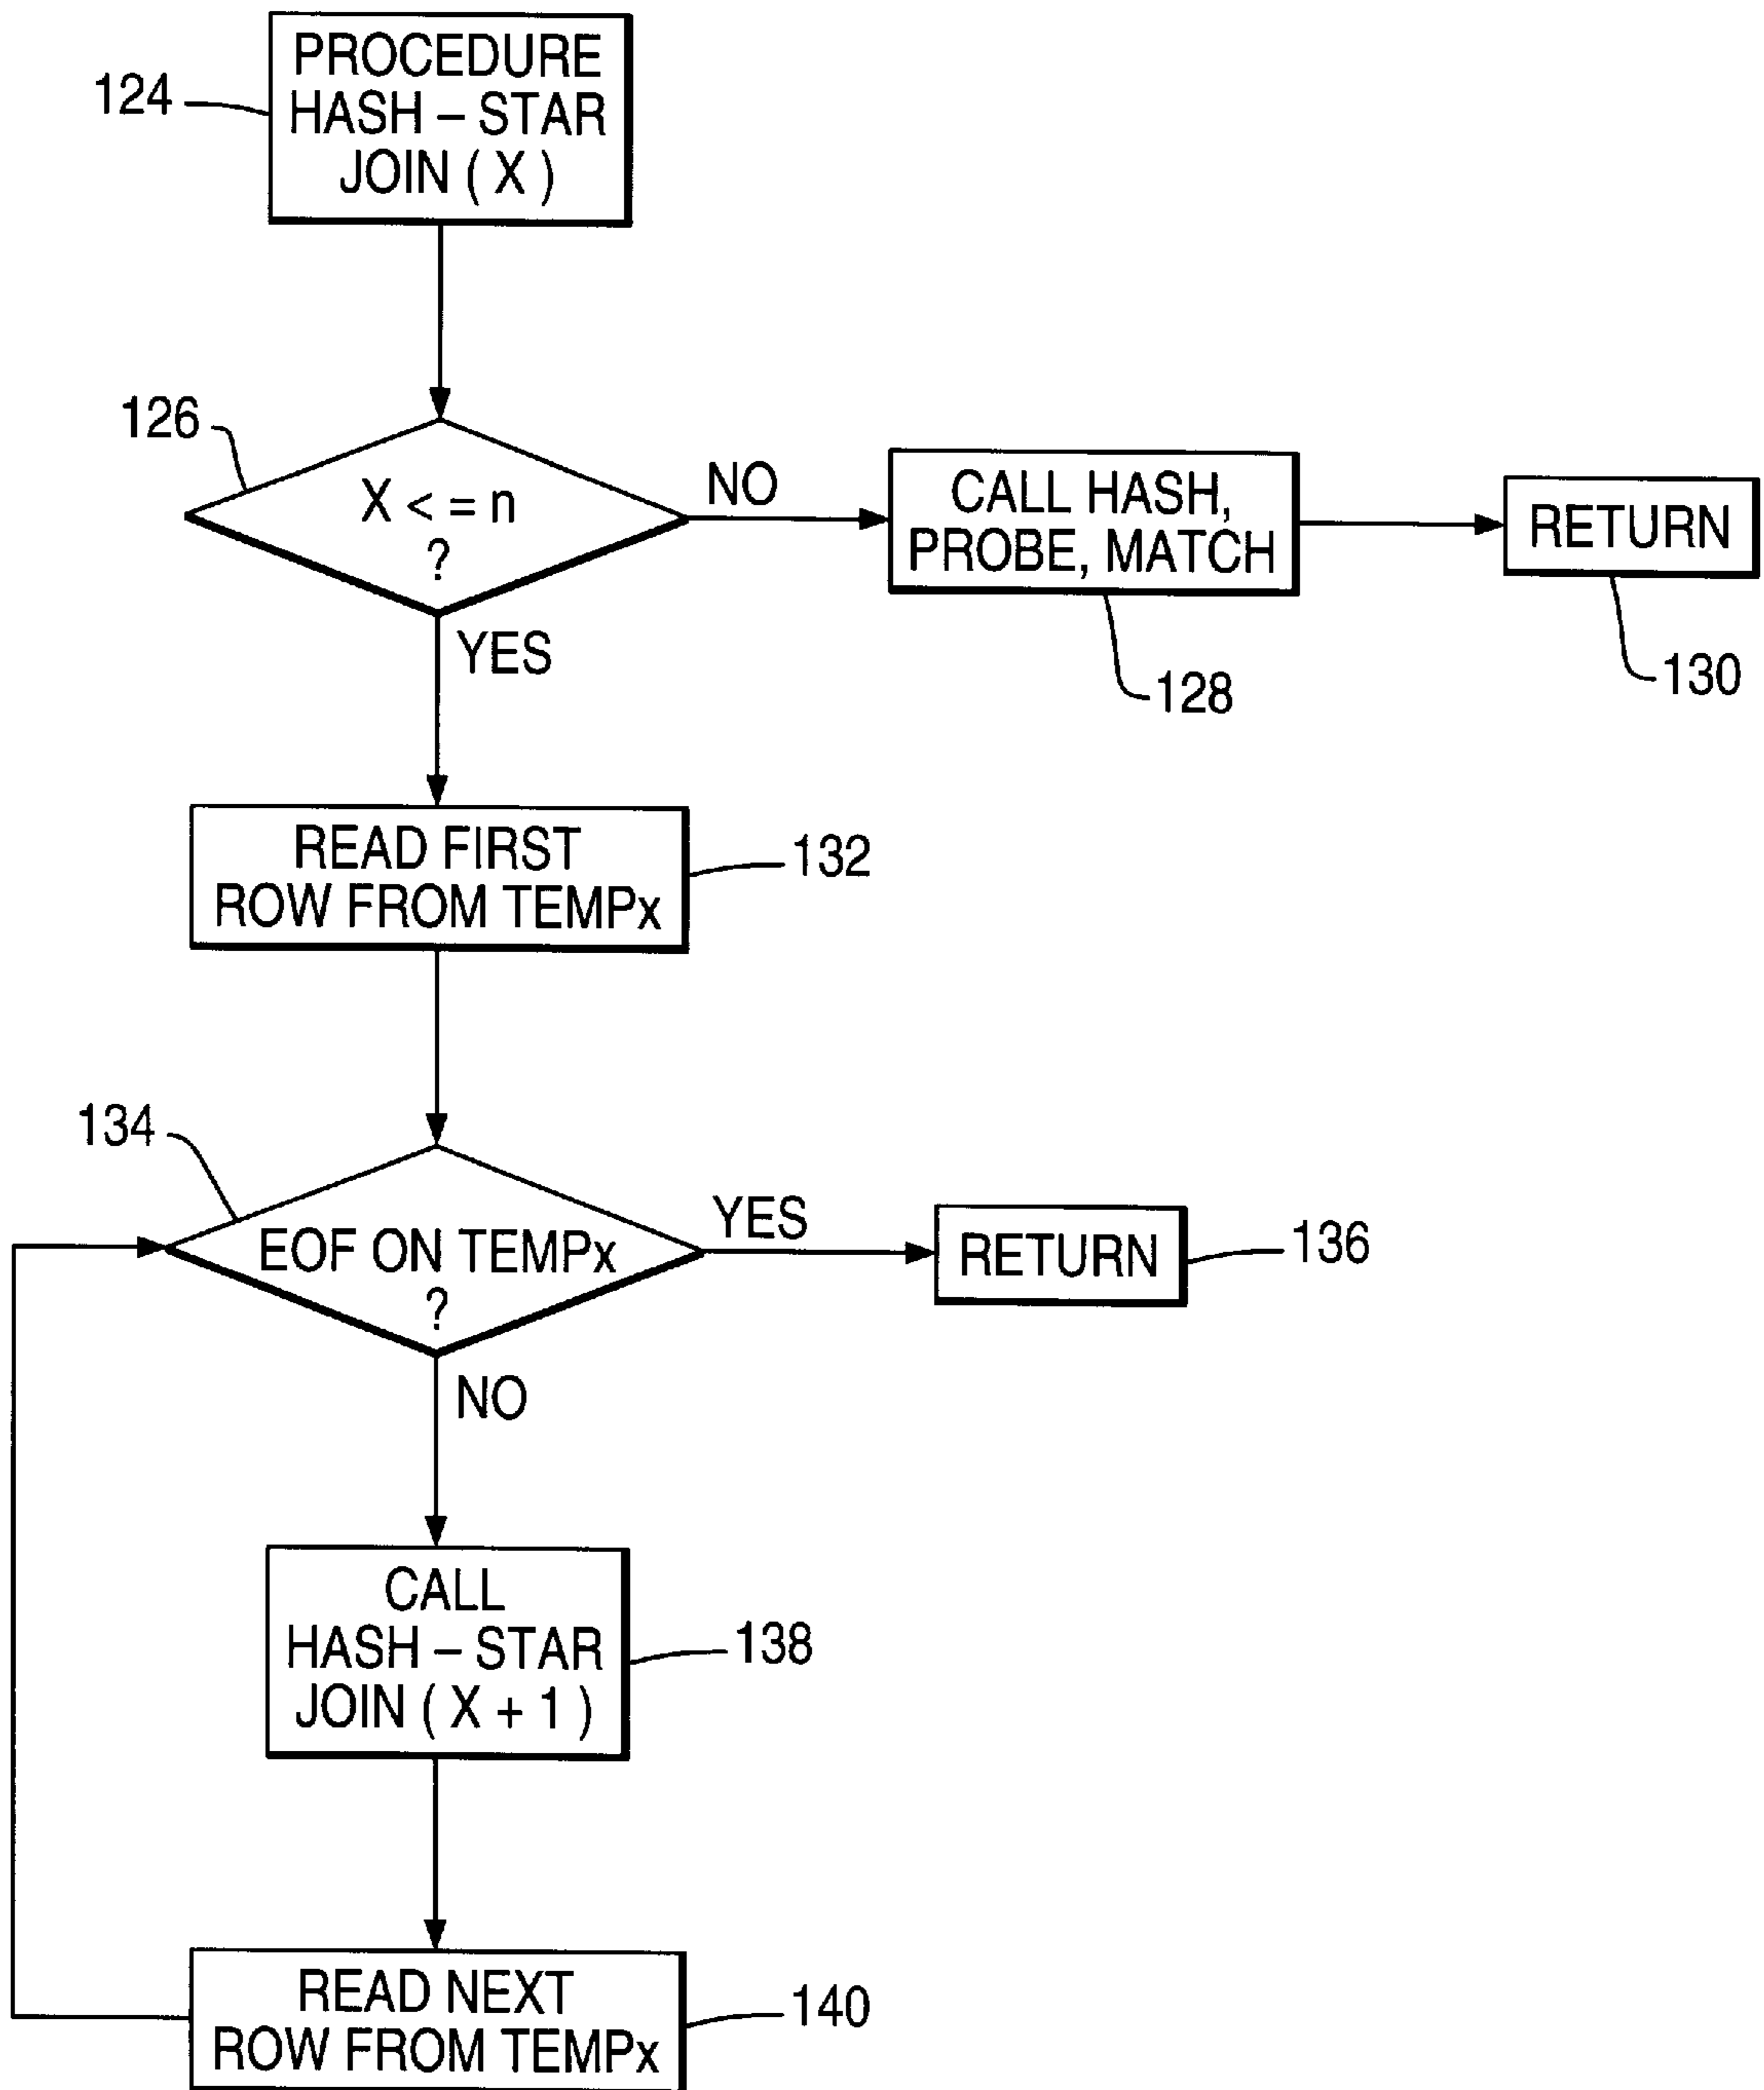 PROCEDURE
HASH – STAR
JOIN ( X )
124
126
X < = n
?
NO
YES
CALL HASH,
PROBE, MATCH
128
RETURN
130
READ FIRST
ROW FROM TEMPx
132
134
EOF ON TEMPx
?
YES
NO
RETURN
136
CALL
HASH – STAR
JOIN ( X + 1 )
138
READ NEXT
ROW FROM TEMPx
140